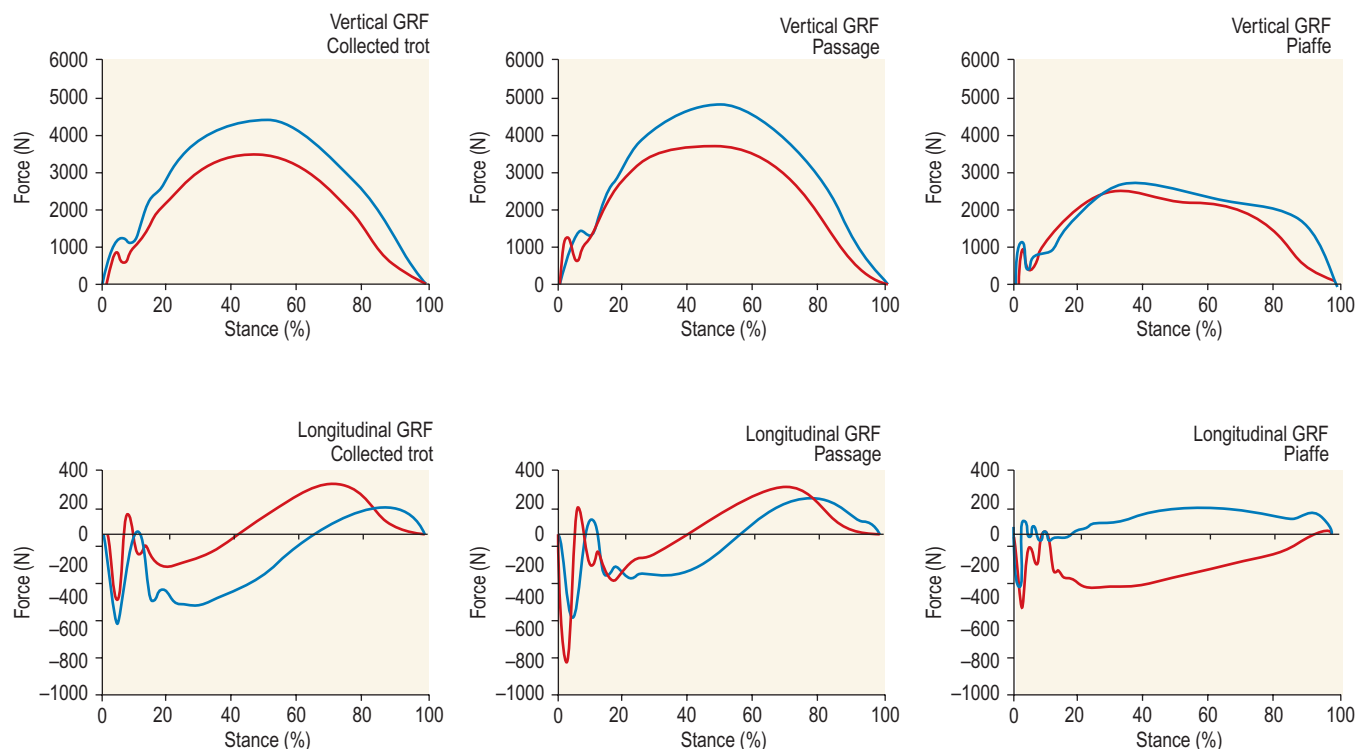 Vertical GRF
Collected trot
6000
5000
4000
3000
2000
1000
0
Force (N)
0 20 40 60 80 100
Stance (%)
Vertical GRF
Passage
6000
5000
4000
3000
2000
1000
0
Force (N)
0 20 40 60 80 100
Stance (%)
Vertical GRF
Piaffe
6000
5000
4000
3000
2000
1000
0
Force (N)
0 20 40 60 80 100
Stance (%)
Longitudinal GRF
Collected trot
400
200
0
–200
–400
–600
–800
–1000
Force (N)
0 20 40 60 80 100
Stance (%)
Longitudinal GRF
Passage
400
200
0
–200
–400
–600
–800
–1000
Force (N)
0 20 40 60 80 100
Stance (%)
Longitudinal GRF
Piaffe
400
200
0
–200
–400
–600
–800
–1000
Force (N)
0 20 40 60 80 100
Stance (%)